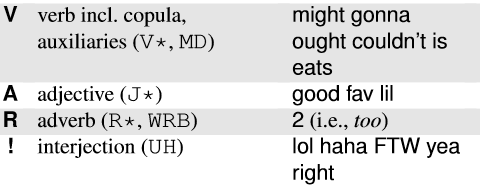 V verb incl. copula, might gonna
auxiliaries (V*, MD) ought couldn't is
eats
A adjective (J*) good fav lil
R adverb (R*, WRB) 2 (i.e., too)
! interjection (UH) lol haha FTW yea
right